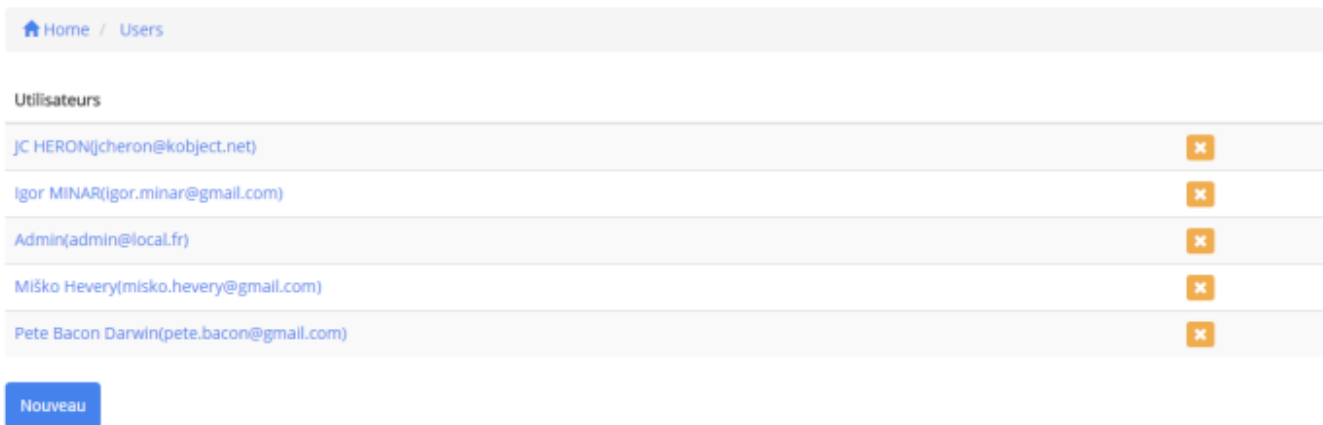 Home / Users
Utilisateurs
JC HERON(jcheron@kobject.net)
Igor MINAR(igor.minar@gmail.com)
Admin(admin@local.fr)
Miško Hevery(misko.hevery@gmail.com)
Pete Bacon Darwin(pete.bacon@gmail.com)
Nouveau